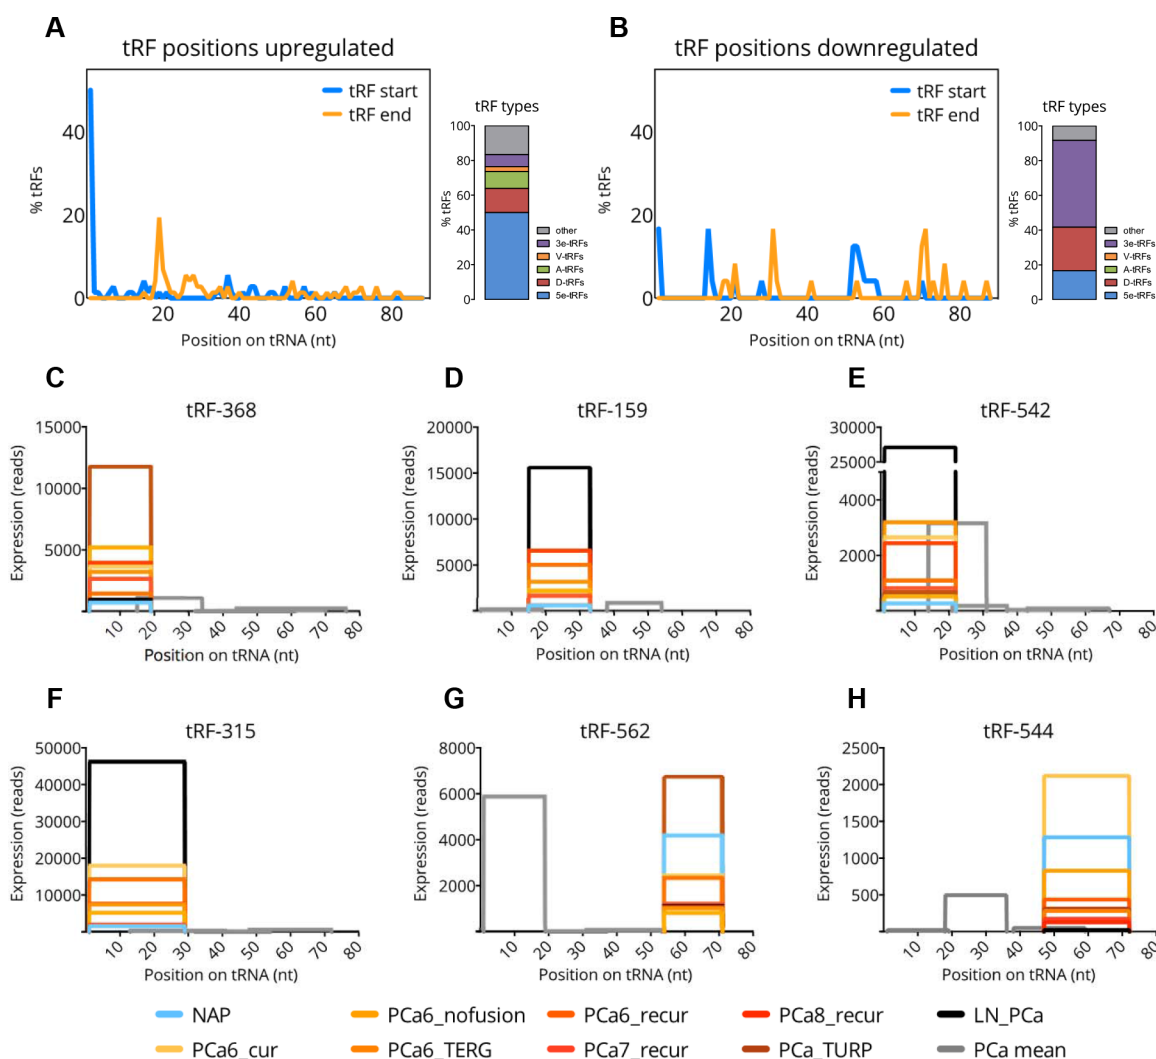 A
B
tRF positions upregulated
tRF positions downregulated
tRF start
tRF end
% tRFs
0
20
40
20
40
60
80
Position on tRNA (nt)
tRF types
% tRFs
100
80
60
40
20
0
other
3e-tRFs
V-tRFs
A-tRFs
D-tRFs
5e-tRFs
tRF start
tRF end
% tRFs
0
20
40
20
40
60
80
Position on tRNA (nt)
tRF types
% tRFs
100
80
60
40
20
0
other
3e-tRFs
V-tRFs
A-tRFs
D-tRFs
5e-tRFs
C
tRF-368
Expression (reads)
15000
10000
5000
10 20 30 40 50 60 70 80
Position on tRNA (nt)
D
tRF-159
Expression (reads)
20000
15000
10000
5000
10 20 30 40 50 60 70 80
Position on tRNA (nt)
E
tRF-542
Expression (reads)
30000
25000
4000
2000
10 20 30 40 50 60 70 80
Position on tRNA (nt)
F
tRF-315
Expression (reads)
50000
40000
30000
20000
10000
10 20 30 40 50 60 70 80
Position on tRNA (nt)
G
tRF-562
Expression (reads)
8000
6000
4000
2000
10 20 30 40 50 60 70 80
Position on tRNA (nt)
H
tRF-544
Expression (reads)
2500
2000
1500
1000
500
10 20 30 40 50 60 70 80
Position on tRNA (nt)
NAP PCa6_nofusion PCa6_recur PCa8_recur LN_PCa
PCa6_cur PCa6_TERG PCa7_recur PCa_TURP PCa mean